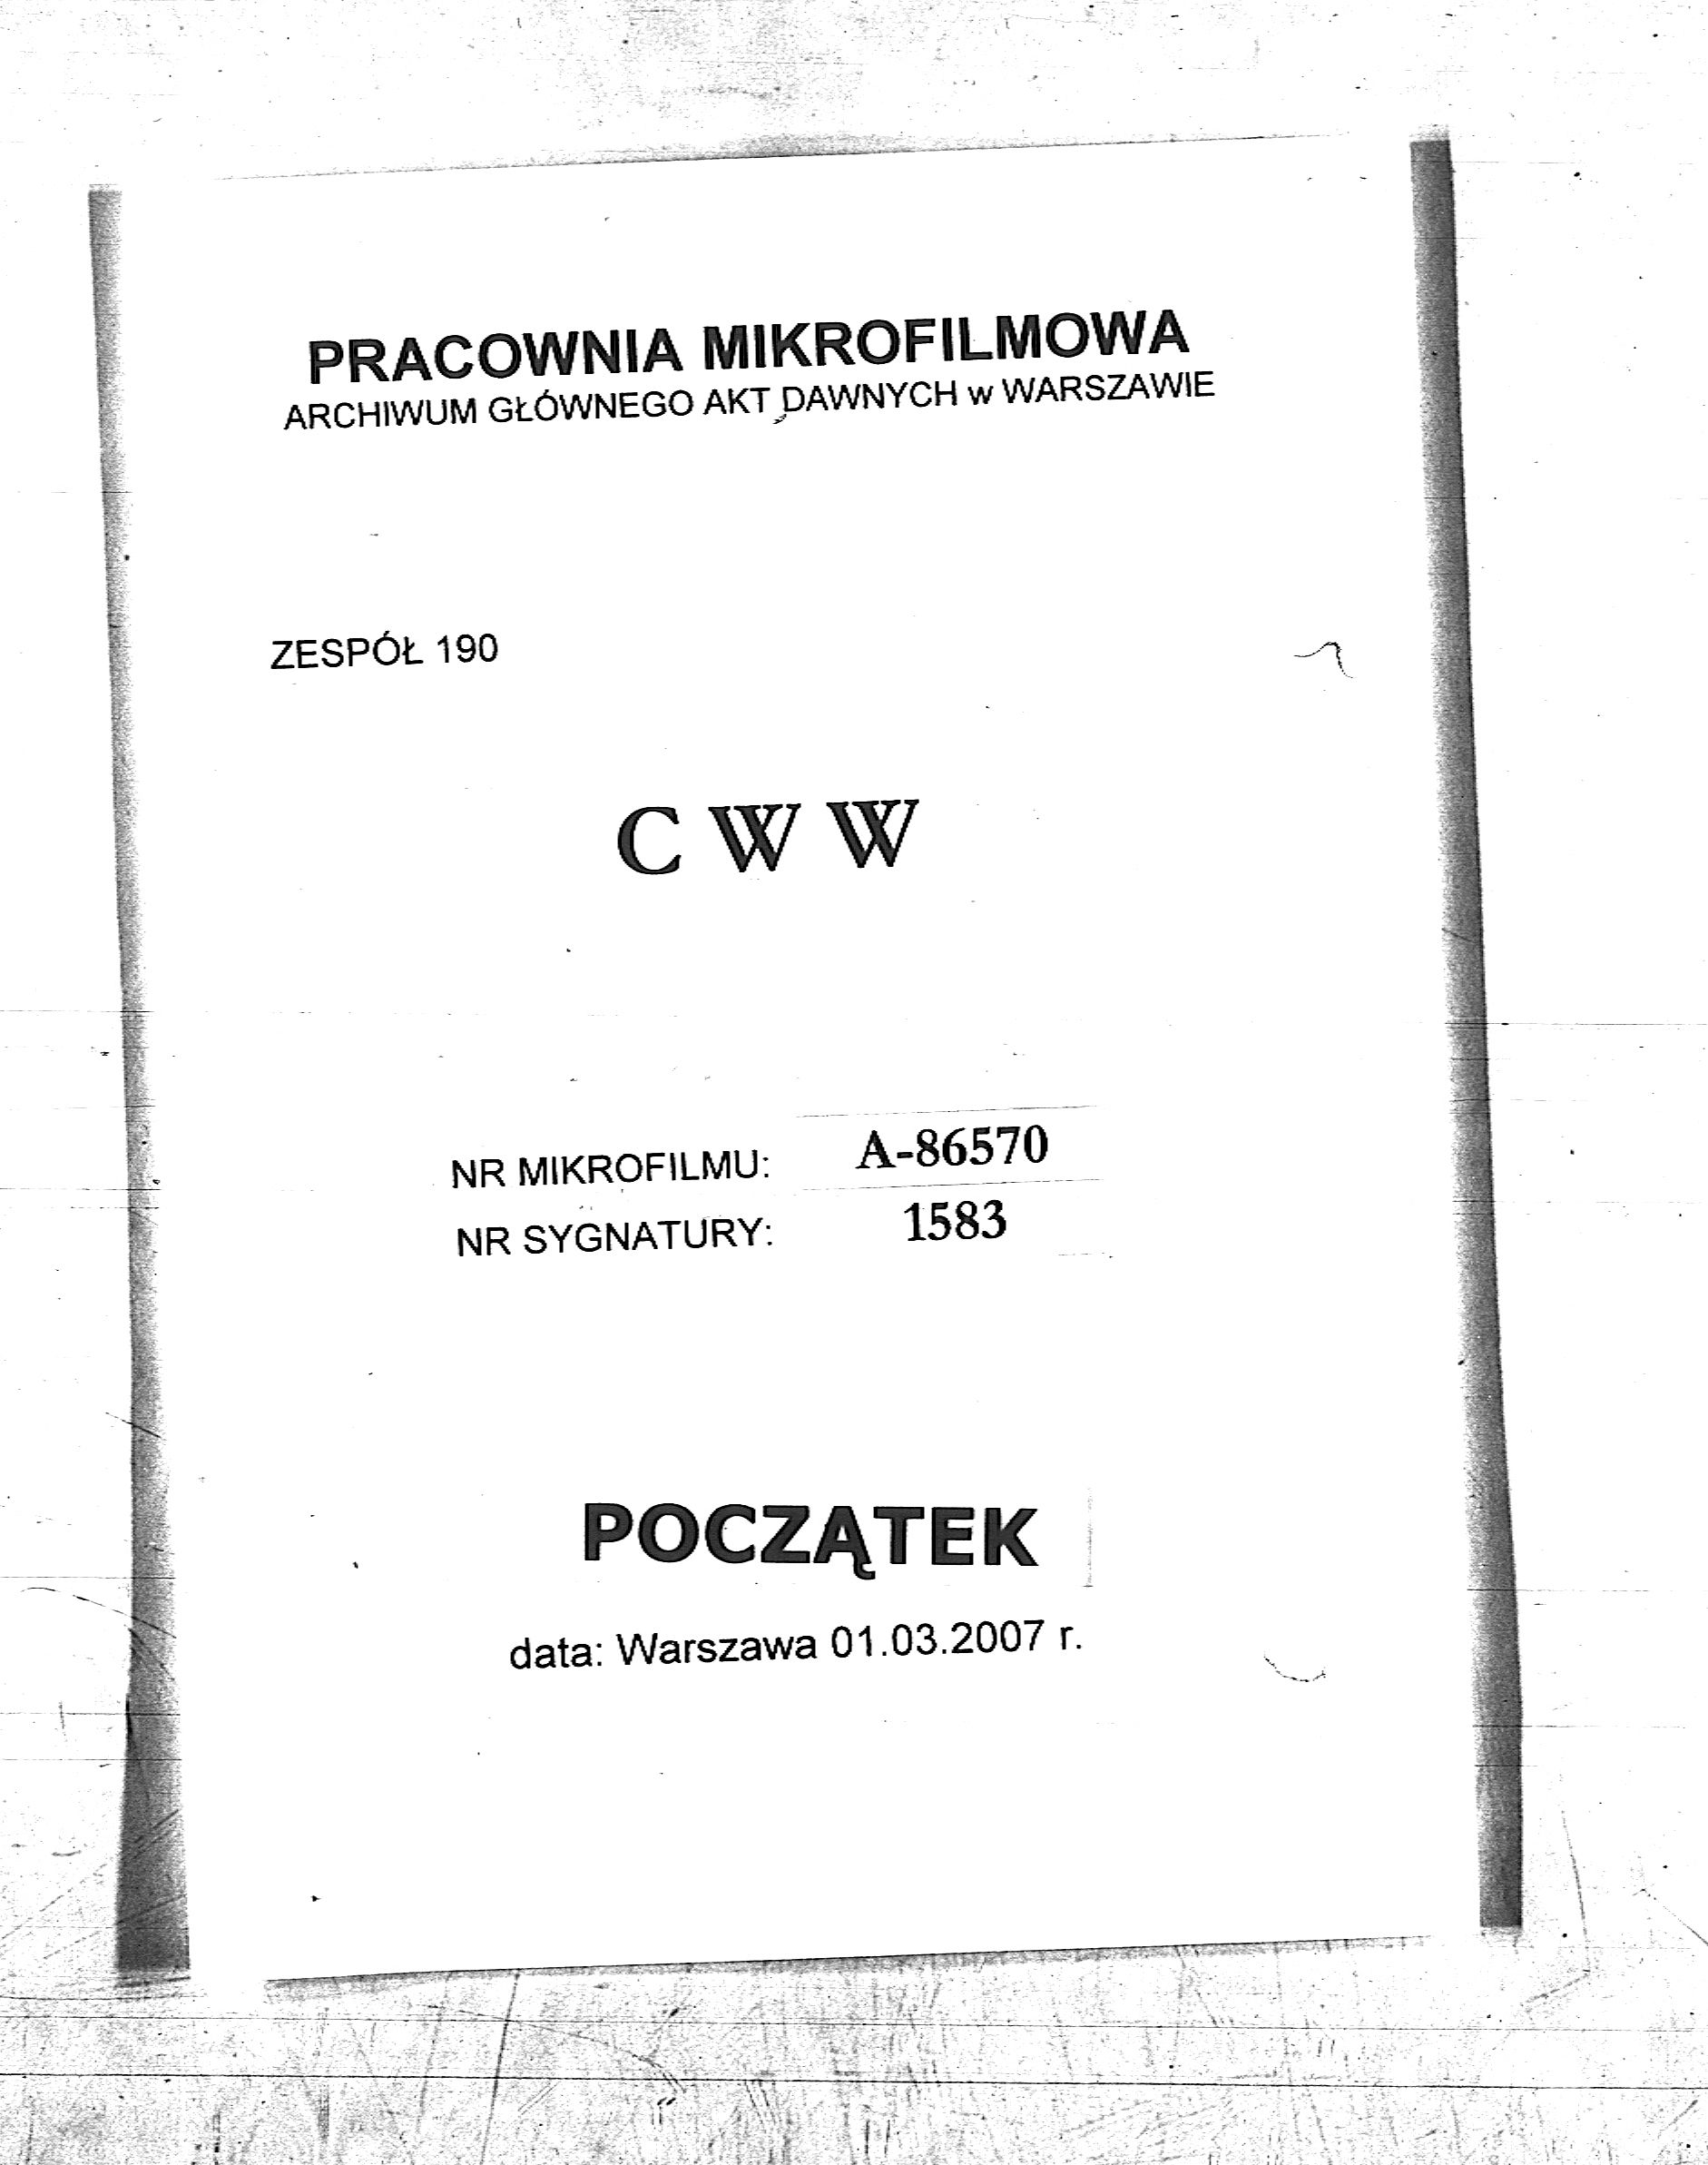 PRACOWNIA MIKROFILMOWA
ARCHIWUM GŁÓWNEGO AKT DAWNYCH w WARSZAWIE
ZESPÓŁ 190
C W W
NR MIKROFILMU: A-86570
NR SYGNATURY: 1583
POCZĄTEK
data: Warszawa 01.03.2007 r.